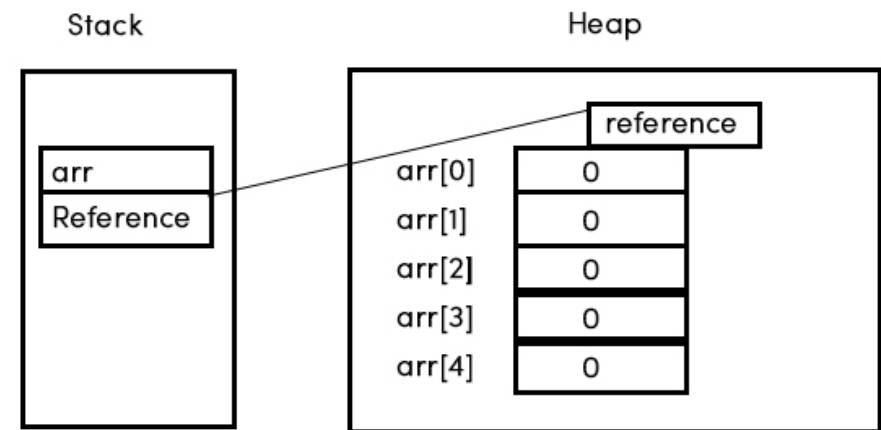 Stack
Heap
arr
Reference
reference
arr[0] 0
arr[1] 0
arr[2] 0
arr[3] 0
arr[4] 0